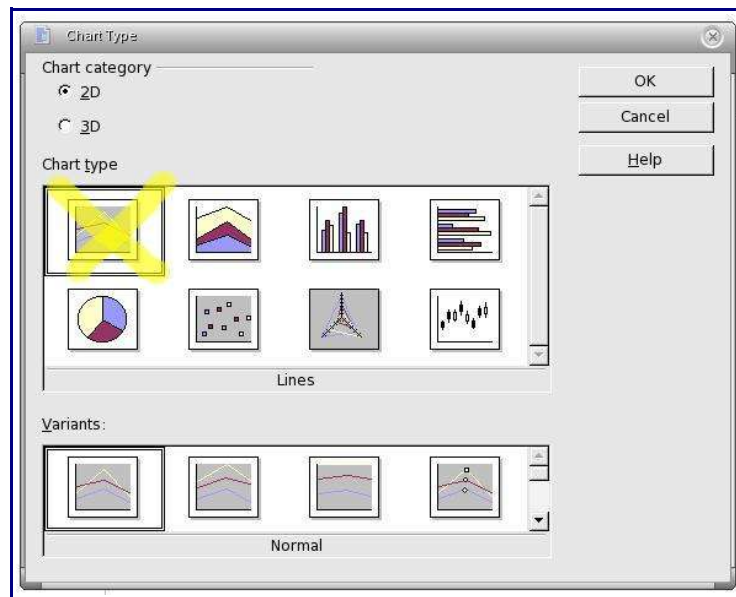 Chart Type
Chart category
2D
3D
OK
Cancel
Help
Chart type
Lines
Variants:
Normal